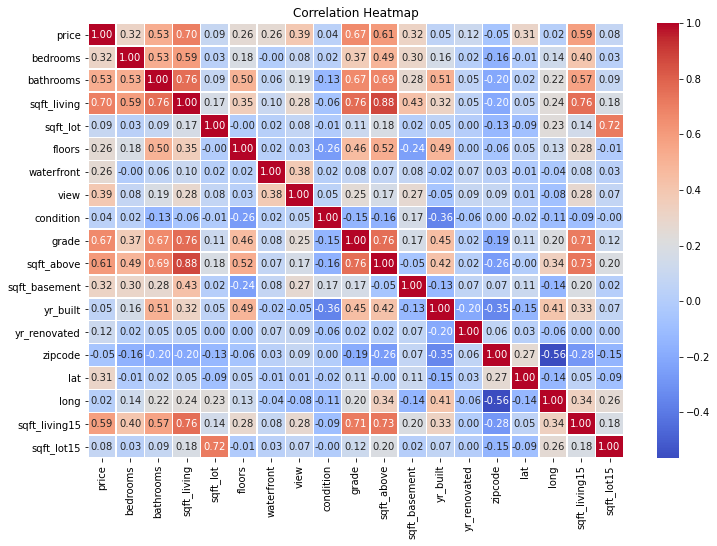 Correlation Heatmap
price 1.00 0.32 0.53 0.70 0.09 0.26 0.26 0.39 0.04 0.67 0.61 0.32 0.05 0.12 -0.05 0.31 0.02 0.59 0.08
bedrooms 0.32 1.00 0.53 0.59 0.03 0.18 -0.00 0.08 0.02 0.37 0.49 0.30 0.16 0.02 -0.16 -0.01 0.14 0.40 0.03
bathrooms 0.53 0.53 1.00 0.76 0.09 0.50 0.06 0.19 -0.13 0.67 0.69 0.28 0.51 0.05 -0.20 0.02 0.22 0.57 0.09
sqft_living 0.70 0.59 0.76 1.00 0.17 0.35 0.10 0.28 -0.06 0.76 0.88 0.43 0.32 0.05 -0.20 0.05 0.24 0.76 0.18
sqft_lot 0.09 0.03 0.09 0.17 1.00 -0.00 0.02 0.08 -0.01 0.11 0.18 0.02 0.05 0.00 -0.13 -0.09 0.23 0.14 0.72
floors 0.26 0.18 0.50 0.35 -0.00 1.00 0.02 0.03 -0.26 0.46 0.52 -0.24 0.49 0.00 -0.06 0.05 0.13 0.28 -0.01
waterfront 0.26 -0.00 0.06 0.10 0.02 0.02 1.00 0.38 0.02 0.08 0.07 0.08 -0.02 0.07 0.03 -0.01 -0.04 0.08 0.03
view 0.39 0.08 0.19 0.28 0.08 0.03 0.38 1.00 0.05 0.25 0.17 0.27 -0.05 0.09 0.09 0.01 -0.08 0.28 0.07
condition 0.04 0.02 -0.13 -0.06 -0.01 -0.26 0.02 0.05 1.00 -0.15 -0.16 0.17 -0.36 -0.06 0.00 -0.02 -0.11 -0.09 -0.00
grade 0.67 0.37 0.67 0.76 0.11 0.46 0.08 0.25 -0.15 1.00 0.76 0.17 0.45 0.02 -0.19 0.11 0.20 0.71 0.12
sqft_above 0.61 0.49 0.69 0.88 0.18 0.52 0.07 0.17 -0.16 0.76 1.00 -0.05 0.42 0.02 -0.26 -0.00 0.34 0.73 0.20
sqft_basement 0.32 0.30 0.28 0.43 0.02 -0.24 0.08 0.27 0.17 0.17 -0.05 1.00 -0.13 0.07 0.07 0.11 -0.14 0.20 0.02
yr_built 0.05 0.16 0.51 0.32 0.05 0.49 -0.02 -0.05 -0.36 0.45 0.42 -0.13 1.00 -0.20 -0.35 -0.15 0.41 0.33 0.07
yr_renovated 0.12 0.02 0.05 0.05 0.00 0.00 0.07 0.09 -0.06 0.02 0.02 0.07 -0.20 1.00 0.06 0.03 -0.06 0.00 0.00
zipcode -0.05 -0.16 -0.20 -0.20 -0.13 -0.06 0.03 0.09 0.00 -0.19 -0.26 0.07 -0.35 0.06 1.00 0.27 -0.56 -0.28 -0.15
lat 0.31 -0.01 0.02 0.05 -0.09 0.05 -0.01 0.01 -0.02 0.11 -0.00 0.11 -0.15 0.03 0.27 1.00 -0.14 0.05 -0.09
long 0.02 0.14 0.22 0.24 0.23 0.13 -0.04 -0.08 -0.11 0.20 0.34 -0.14 0.41 -0.06 -0.56 -0.14 1.00 0.34 0.26
sqft_living15 0.59 0.40 0.57 0.76 0.14 0.28 0.08 0.28 -0.09 0.71 0.73 0.20 0.33 0.00 -0.28 0.05 0.34 1.00 0.18
sqft_lot15 0.08 0.03 0.09 0.18 0.72 -0.01 0.03 0.07 -0.00 0.12 0.20 0.02 0.07 0.00 -0.15 -0.09 0.26 0.18 1.00
price bedrooms bathrooms sqft_living sqft_lot floors waterfront view condition grade sqft_above sqft_basement yr_built yr_renovated zipcode lat long sqft_living15 sqft_lot15
1.0
0.8
0.6
0.4
0.2
0.0
-0.2
-0.4